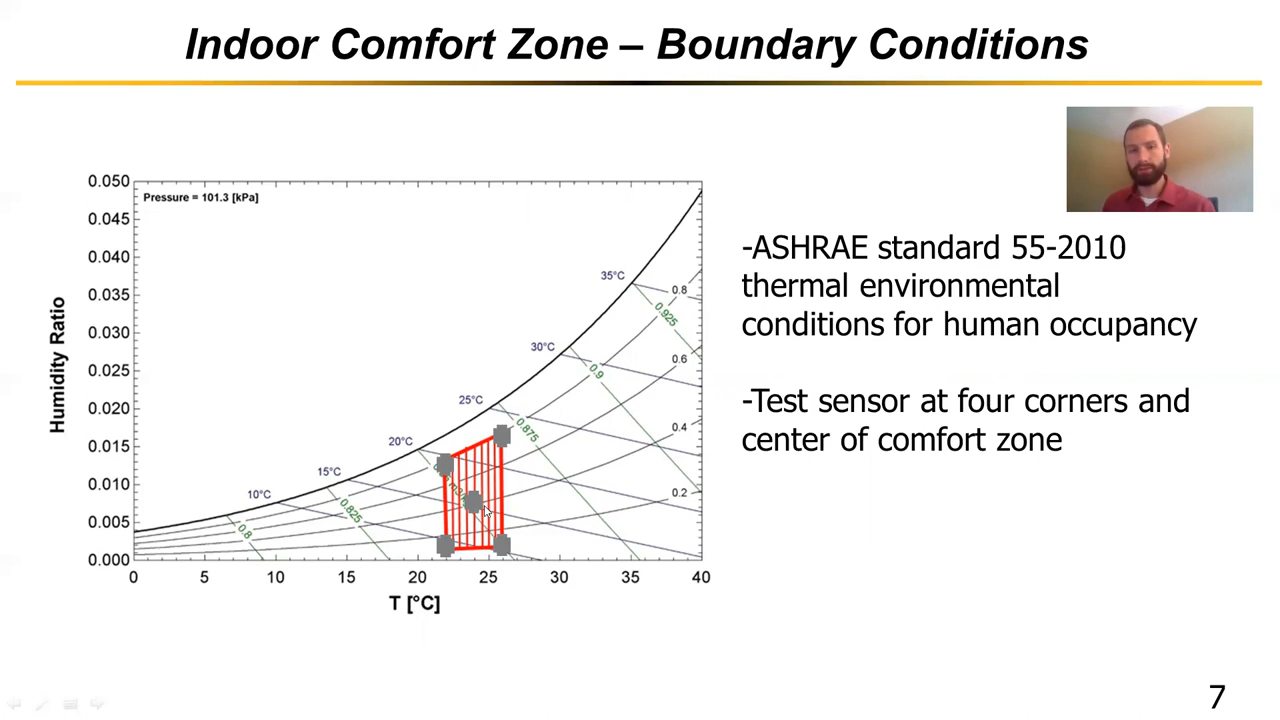 Indoor Comfort Zone – Boundary Conditions
Pressure = 101.3 [kPa]
0.050
0.045
0.040
0.035
0.030
0.025
0.020
0.015
0.010
0.005
0.000
Humidity Ratio
0
5
10
15
20
25
30
35
40
T [°C]
10°C
15°C
20°C
25°C
30°C
35°C
0.8
0.6
0.4
0.2
0.8
0.825
0.875
0.9
0.925
-ASHRAE standard 55-2010
thermal environmental
conditions for human occupancy
-Test sensor at four corners and
center of comfort zone
7